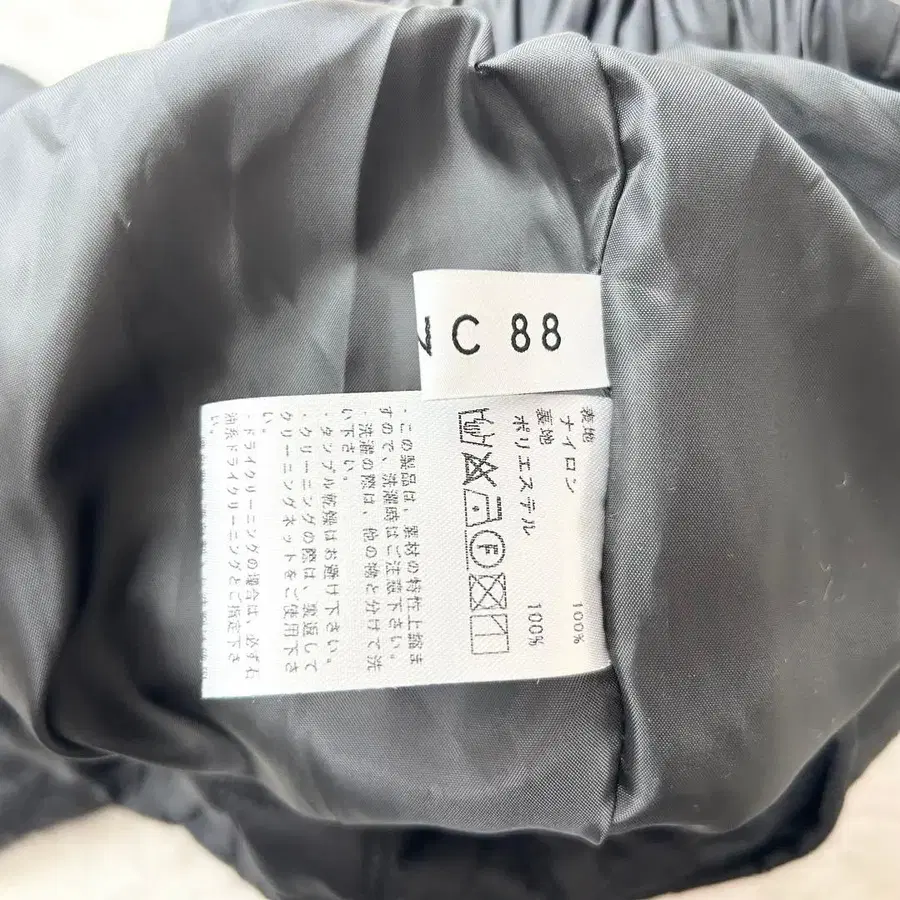 C 88
表地
ナイロン 100%
裏地
ポリエステル 100%
F
・この製品は、素材の特性上縮ま
すので、洗濯時はご注意下さい。
・洗濯の際は、他の物と分けて洗
い下さい。
・タンブル乾燥はお避け下さい。
・クリーニングの際は、裏返して
クリーニングネットをご使用下さ
い。
・ドライクリーニングの場合は、必ず石
油系ドライクリーニングとご指定下さ
い。